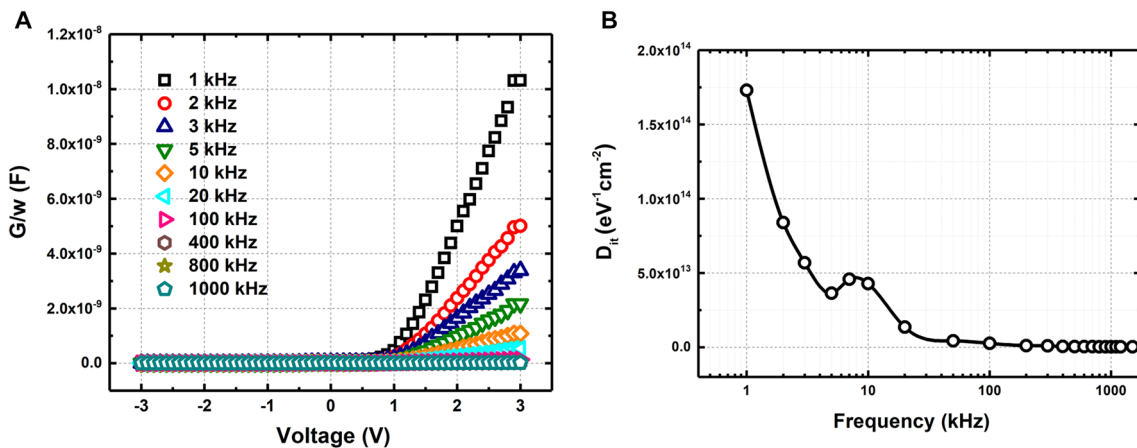 A
G/w (F)
1.2x10⁻⁸
1.0x10⁻⁸
8.0x10⁻⁹
6.0x10⁻⁹
4.0x10⁻⁹
2.0x10⁻⁹
0.0
1 kHz
2 kHz
3 kHz
5 kHz
10 kHz
20 kHz
100 kHz
400 kHz
800 kHz
1000 kHz
-3 -2 -1 0 1 2 3
Voltage (V)
B
D_it (eV⁻¹cm⁻²)
2.0x10¹⁴
1.5x10¹⁴
1.0x10¹⁴
5.0x10¹³
0.0
1 10 100 1000
Frequency (kHz)